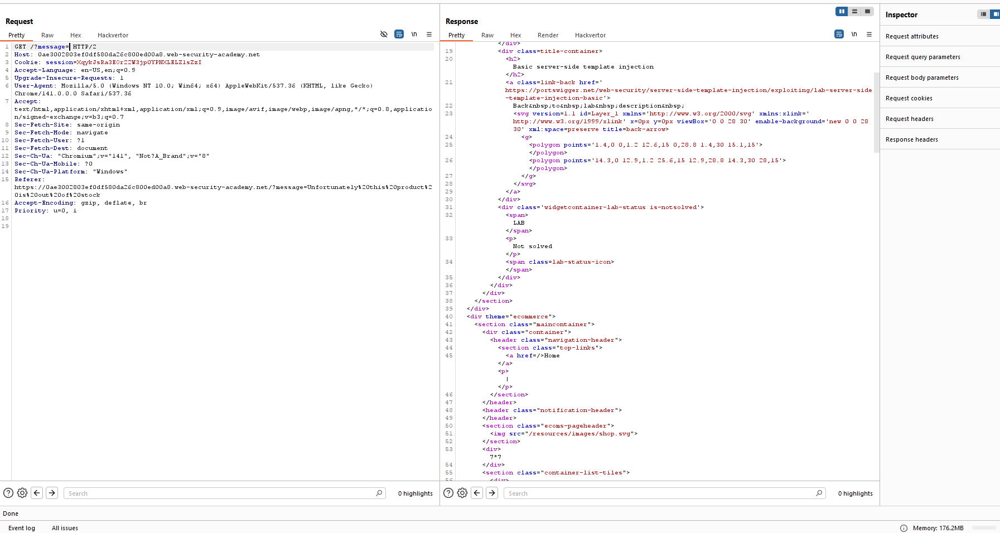 Request
Pretty Raw Hex Hackvertor \n
1 GET /?message= HTTP/2
2 Host: 0ae3002803ef0df580da26c800ed00a8.web-security-academy.net
3 Cookie: session=XqykJsRa3E0r22W3jp0YPNXLELZ1sZzI
4 Accept-Language: en-US,en;q=0.9
5 Upgrade-Insecure-Requests: 1
6 User-Agent: Mozilla/5.0 (Windows NT 10.0; Win64; x64) AppleWebKit/537.36 (KHTML, like Gecko)
Chrome/141.0.0.0 Safari/537.36
7 Accept:
text/html,application/xhtml+xml,application/xml;q=0.9,image/avif,image/webp,image/apng,*/*;q=0.8,applicatio
n/signed-exchange;v=b3;q=0.7
8 Sec-Fetch-Site: same-origin
9 Sec-Fetch-Mode: navigate
10 Sec-Fetch-User: ?1
11 Sec-Fetch-Dest: document
12 Sec-Ch-Ua: "Chromium";v="141", "Not?A_Brand";v="8"
13 Sec-Ch-Ua-Mobile: ?0
14 Sec-Ch-Ua-Platform: "Windows"
15 Referer:
https://0ae3002803ef0df580da26c800ed00a8.web-security-academy.net/?message=Unfortunately%20this%20product%2
0is%20out%20of%20stock
16 Accept-Encoding: gzip, deflate, br
17 Priority: u=0, i
18
19
Search
0 highlights
Response
Pretty Raw Hex Render Hackvertor \n
</div>
19 <div class=title-container>
20 <h2>
Basic server-side template injection
</h2>
21 <a class=link-back href='
https://portswigger.net/web-security/server-side-template-injection/exploiting/lab-server-side
-template-injection-basic'>
22 Back&nbsp;to&nbsp;lab&nbsp;description&nbsp;
23 <svg version=1.1 id=Layer_1 xmlns='http://www.w3.org/2000/svg' xmlns:xlink='
http://www.w3.org/1999/xlink' x=0px y=0px viewBox='0 0 28 30' enable-background='new 0 0 28
30' xml:space=preserve title=back-arrow>
24 <g>
25 <polygon points='1.4,0 0,1.2 12.6,15 0,28.8 1.4,30 15.1,15'>
</polygon>
26 <polygon points='14.3,0 12.9,1.2 25.6,15 12.9,28.8 14.3,30 28,15'>
</polygon>
27 </g>
28 </svg>
29 </a>
30 </div>
31 <div class='widgetcontainer-lab-status is-notsolved'>
32 <span>
LAB
</span>
33 <p>
Not solved
</p>
34 <span class=lab-status-icon>
</span>
35 </div>
36 </div>
37 </div>
38 </section>
39 </div>
40 <div theme="ecommerce">
41 <section class="maincontainer">
42 <div class="container">
43 <header class="navigation-header">
44 <section class="top-links">
45 <a href=/>Home
</a>
<p>
|
</p>
46 </section>
47 </header>
48 <header class="notification-header">
49 </header>
50 <section class="ecoms-pageheader">
51 <img src="/resources/images/shop.svg">
52 </section>
53 <div>
7*7
54 </div>
55 <section class="container-list-tiles">
56 <div>
Search
0 highlights
Inspector
Request attributes
Request query parameters
Request body parameters
Request cookies
Request headers
Response headers
Done
Event log All issues
Memory: 176.2MB